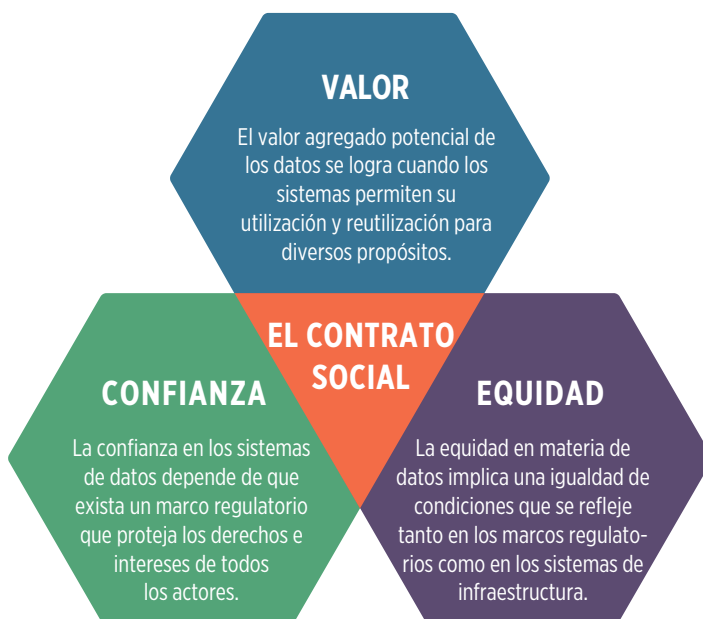 VALOR
El valor agregado potencial de
los datos se logra cuando los
sistemas permiten su
utilización y reutilización para
diversos propósitos.
EL CONTRATO
SOCIAL
CONFIANZA
La confianza en los sistemas
de datos depende de que
exista un marco regulatorio
que proteja los derechos e
intereses de todos
los actores.
EQUIDAD
La equidad en materia de
datos implica una igualdad de
condiciones que se refleje
tanto en los marcos regulato-
rios como en los sistemas de
infraestructura.